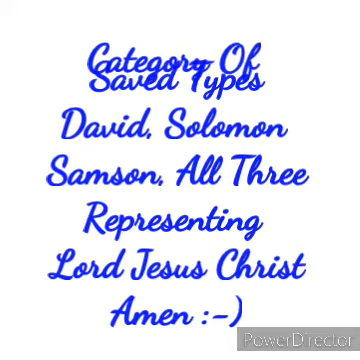 Category Of
Saved Types
David, Solomon
Samson, All Three
Representing
Lord Jesus Christ
Amen :-)
PowerDirector